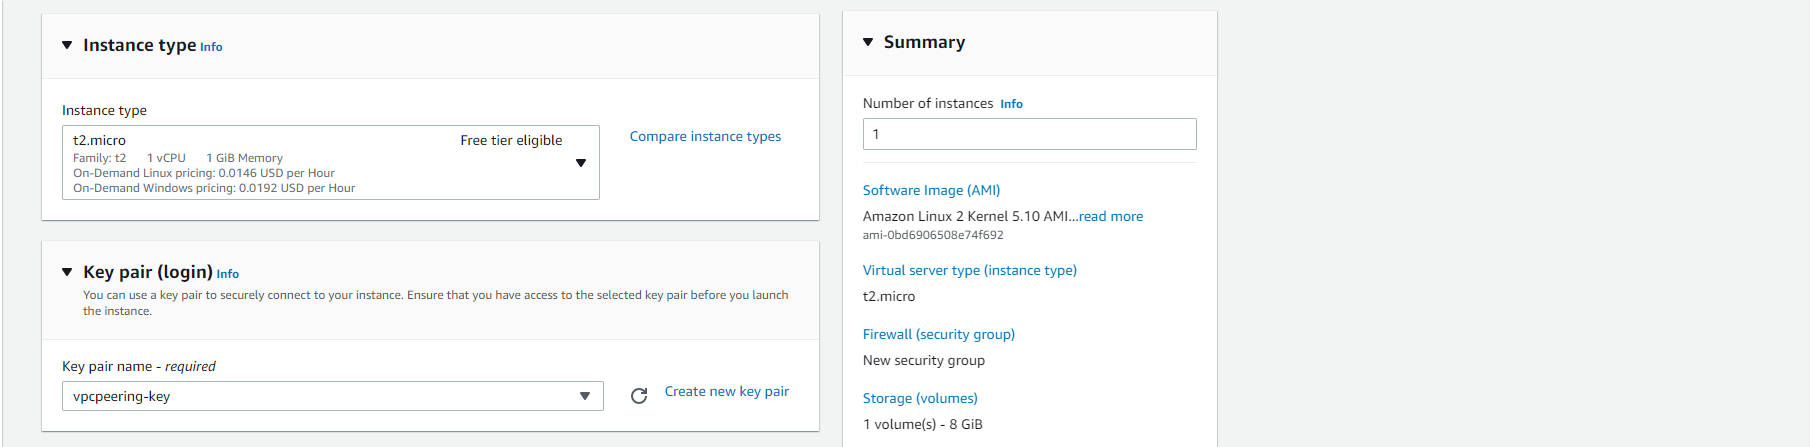 Instance type Info
Instance type
t2.micro Free tier eligible
Family: t2 1 vCPU 1 GiB Memory
On-Demand Linux pricing: 0.0146 USD per Hour
On-Demand Windows pricing: 0.0192 USD per Hour
Compare instance types
Key pair (login) Info
You can use a key pair to securely connect to your instance. Ensure that you have access to the selected key pair before you launch
the instance.
Key pair name - required
vpcpeering-key
Create new key pair
Summary
Number of instances Info
1
Software Image (AMI)
Amazon Linux 2 Kernel 5.10 AMI...read more
ami-0bd6906508e74f692
Virtual server type (instance type)
t2.micro
Firewall (security group)
New security group
Storage (volumes)
1 volume(s) - 8 GiB